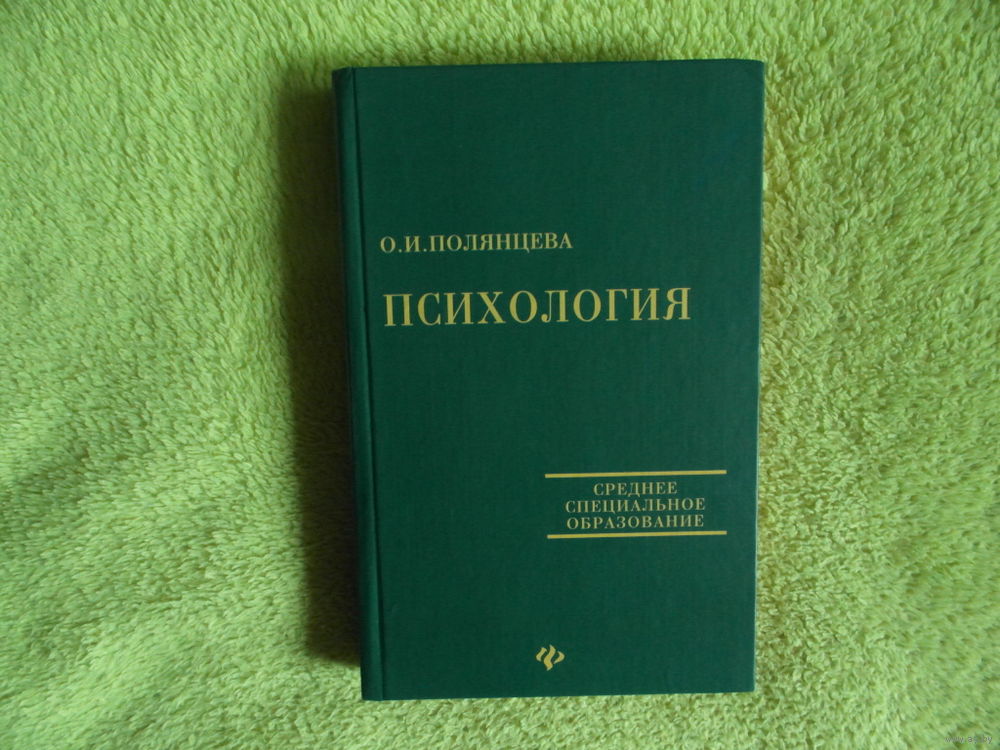 О.И.ПОЛЯНЦЕВА
ПСИХОЛОГИЯ
СРЕДНЕЕ
СПЕЦИАЛЬНОЕ
ОБРАЗОВАНИЕ